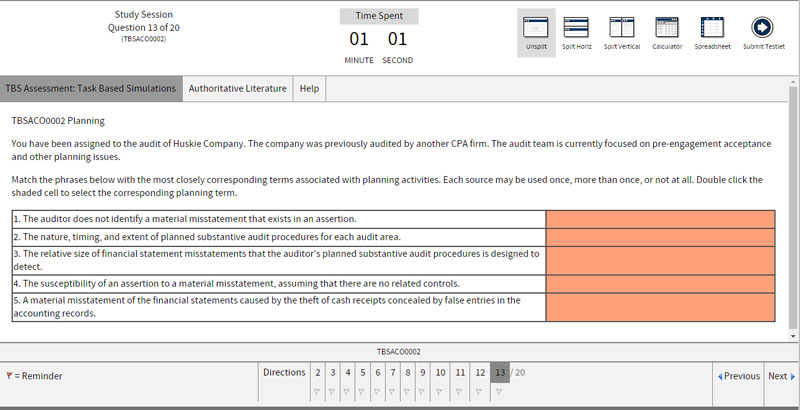 Study Session
Question 13 of 20
(TBSACO0002)
Time Spent
01 01
MINUTE SECOND
Unsplit
Split Horiz
Split Vertical
Calculator
Spreadsheet
Submit Testlet
TBS Assessment: Task Based Simulations
Authoritative Literature
Help
TBSACO0002 Planning
You have been assigned to the audit of Huskie Company. The company was previously audited by another CPA firm. The audit team is currently focused on pre-engagement acceptance
and other planning issues.
Match the phrases below with the most closely corresponding terms associated with planning activities. Each source may be used once, more than once, or not at all. Double click the
shaded cell to select the corresponding planning term.
1. The auditor does not identify a material misstatement that exists in an assertion.
2. The nature, timing, and extent of planned substantive audit procedures for each audit area.
3. The relative size of financial statement misstatements that the auditor's planned substantive audit procedures is designed to
detect.
4. The susceptibility of an assertion to a material misstatement, assuming that there are no related controls.
5. A material misstatement of the financial statements caused by the theft of cash receipts concealed by false entries in the
accounting records.
TBSACO0002
= Reminder
Directions 2 3 4 5 6 7 8 9 10 11 12 13 / 20
Previous
Next